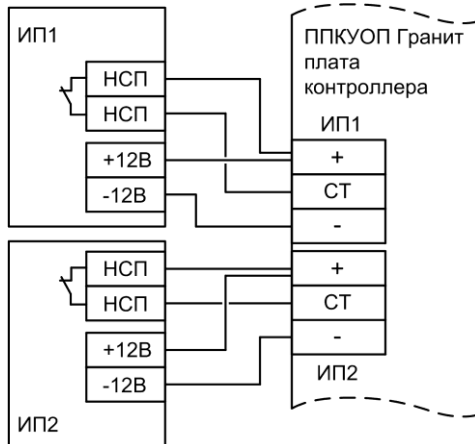 ИП1
НСП
НСП
+12В
-12В
НСП
НСП
+12В
-12В
ИП2
ППКУОП Гранит
плата
контроллера
ИП1
+
СТ
-
+
СТ
-
ИП2